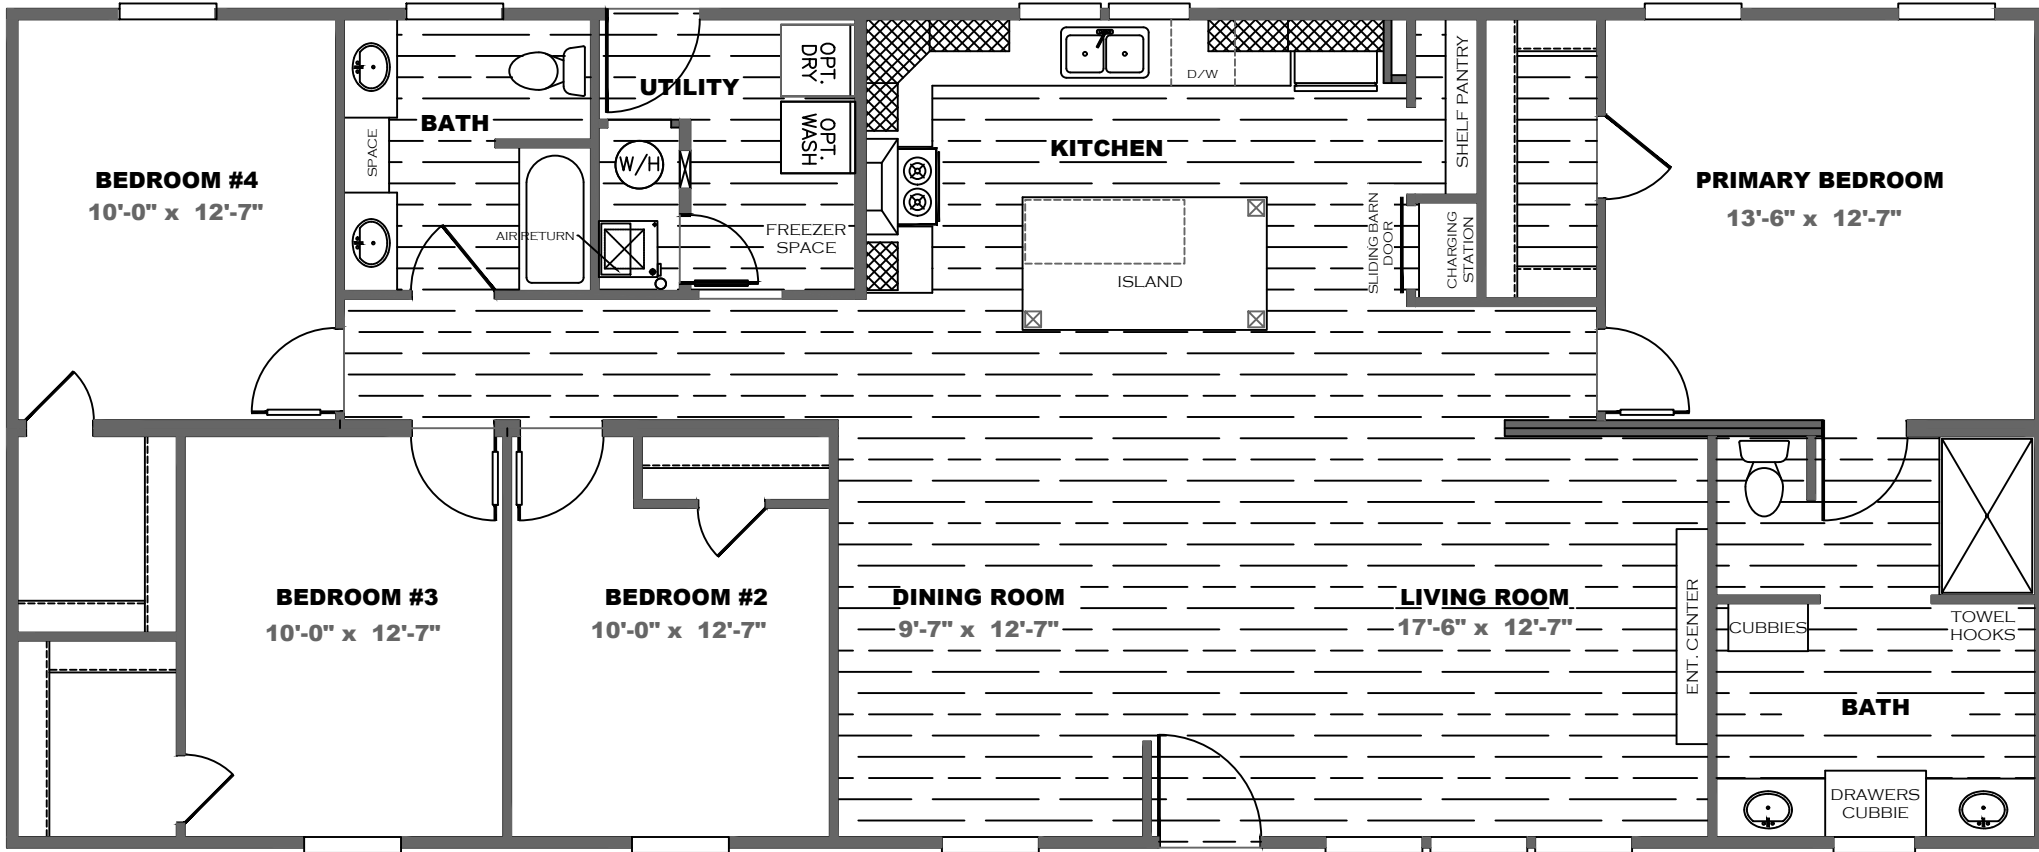 BEDROOM #4
10'-0" x 12'-7"
SPACE
BATH
UTILITY
OPT.
DRY
OPT.
WASH
W/H
AIR RETURN
FREEZER
SPACE
KITCHEN
D/W
ISLAND
SHELF PANTRY
SLIDING BARN
DOOR
CHARGING
STATION
PRIMARY BEDROOM
13'-6" x 12'-7"
BEDROOM #3
10'-0" x 12'-7"
BEDROOM #2
10'-0" x 12'-7"
DINING ROOM
9'-7" x 12'-7"
LIVING ROOM
17'-6" x 12'-7"
ENT. CENTER
CUBBIES
TOWEL
HOOKS
BATH
DRAWERS
CUBBIE